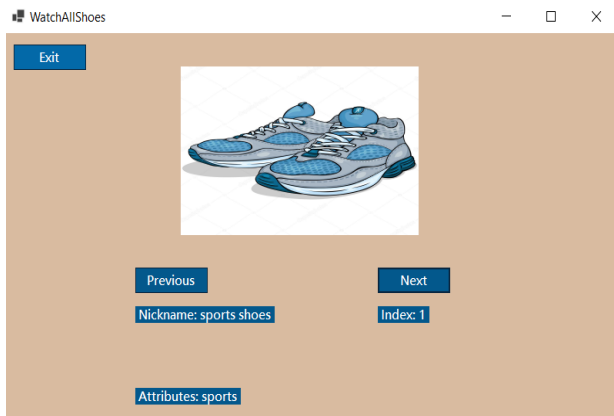 WatchAllShoes
Exit
Previous
Next
Nickname: sports shoes
Index: 1
Attributes: sports